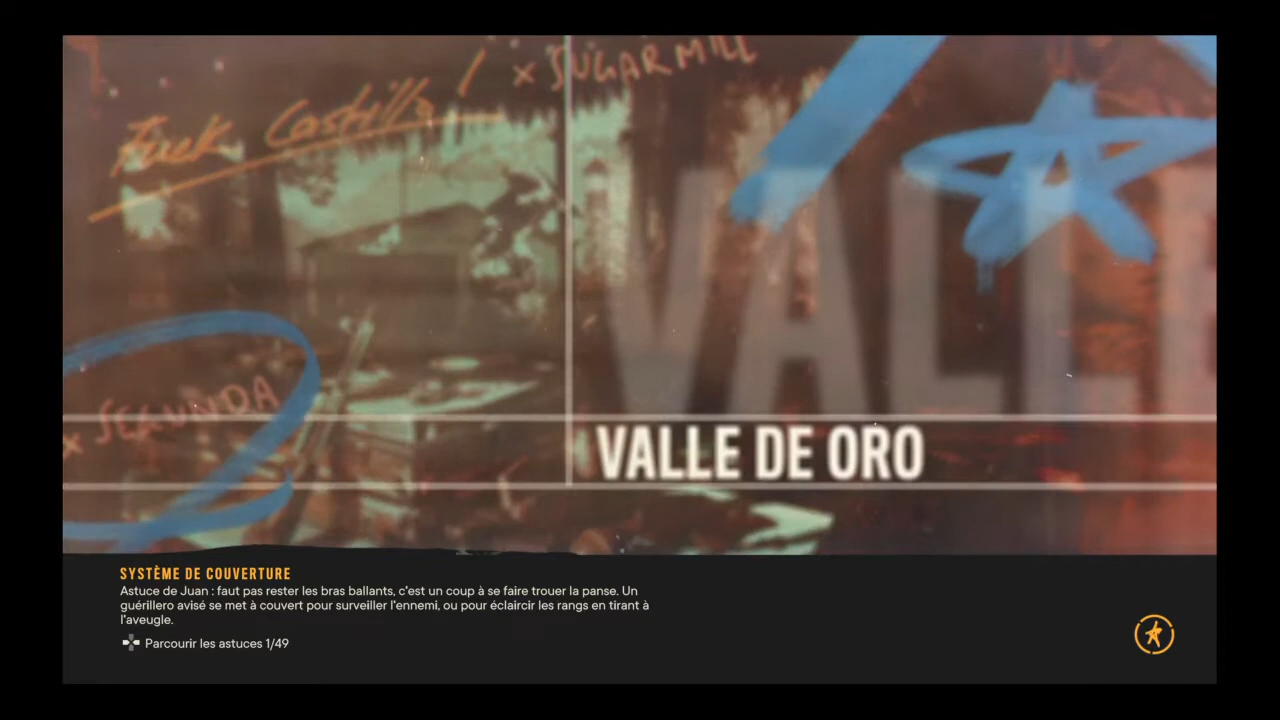 Fuck Castillo!
x SUGARMILL
VALLE
x SEGUNDA
VALLE DE ORO
SYSTÈME DE COUVERTURE
Astuce de Juan : faut pas rester les bras ballants, c'est un coup à se faire trouer la panse. Un
guérillero avisé se met à couvert pour surveiller l'ennemi, ou pour éclaircir les rangs en tirant à
l'aveugle.
Parcourir les astuces 1/49